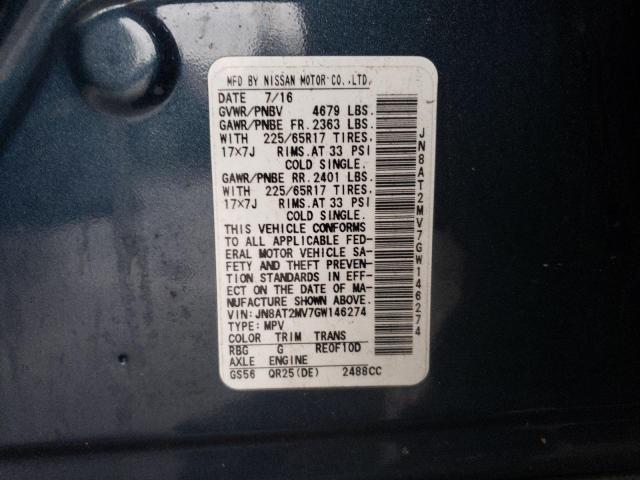 MFD BY NISSAN MOTOR CO.,LTD.
DATE 7/16
GVWR/PNBV 4679 LBS.
GAWR/PNBE FR. 2363 LBS.
WITH 225/65R17 TIRES.
17×7J RIMS.AT 33 PSI
COLD SINGLE.
GAWR/PNBE RR. 2401 LBS.
WITH 225/65R17 TIRES.
17×7J RIMS.AT 33 PSI
COLD SINGLE.
THIS VEHICLE CONFORMS
TO ALL APPLICABLE FED-
ERAL MOTOR VEHICLE SA-
FETY AND THEFT PREVEN-
TION STANDARDS IN EFF-
ECT ON THE DATE OF MA-
NUFACTURE SHOWN ABOVE.
VIN:JN8AT2MV7GW146274
TYPE:MPV
COLOR TRIM TRANS
RBG G RE0F10D
AXLE ENGINE
GS56 QR25(DE) 2488CC
JN8AT2MV7GW146274